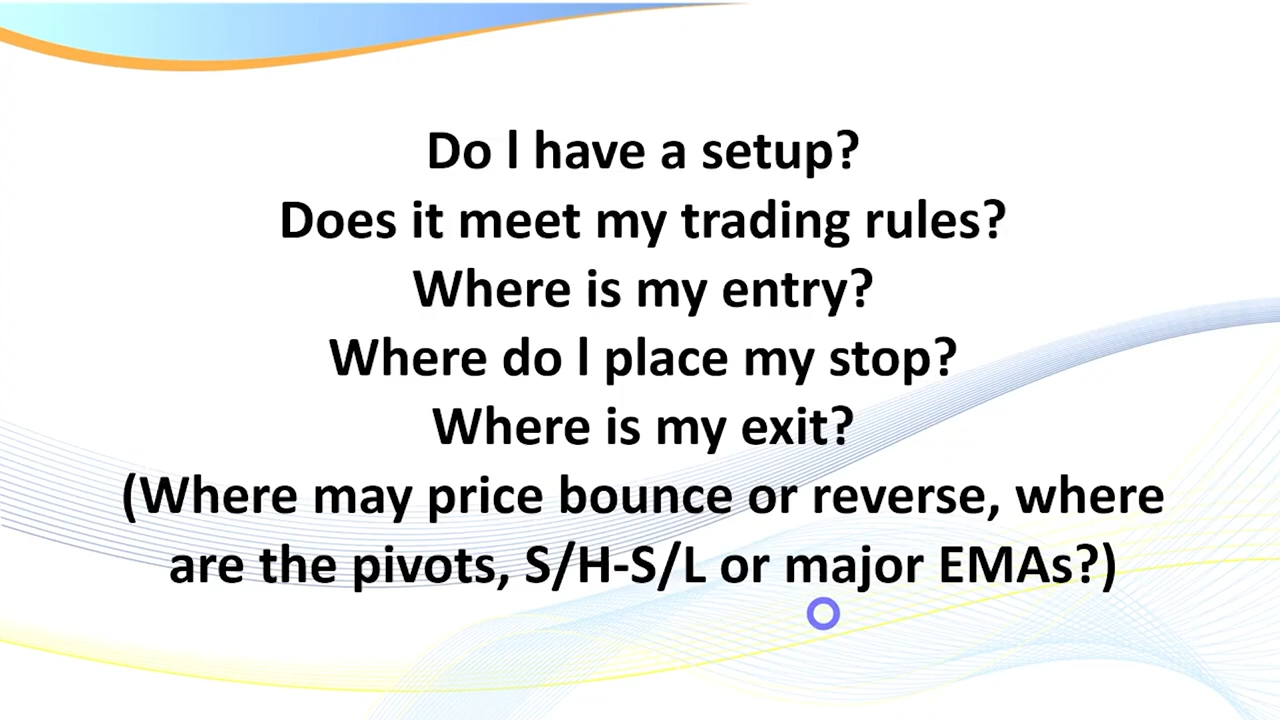 Do I have a setup?
Does it meet my trading rules?
Where is my entry?
Where do I place my stop?
Where is my exit?
(Where may price bounce or reverse, where
are the pivots, S/H-S/L or major EMAs?)